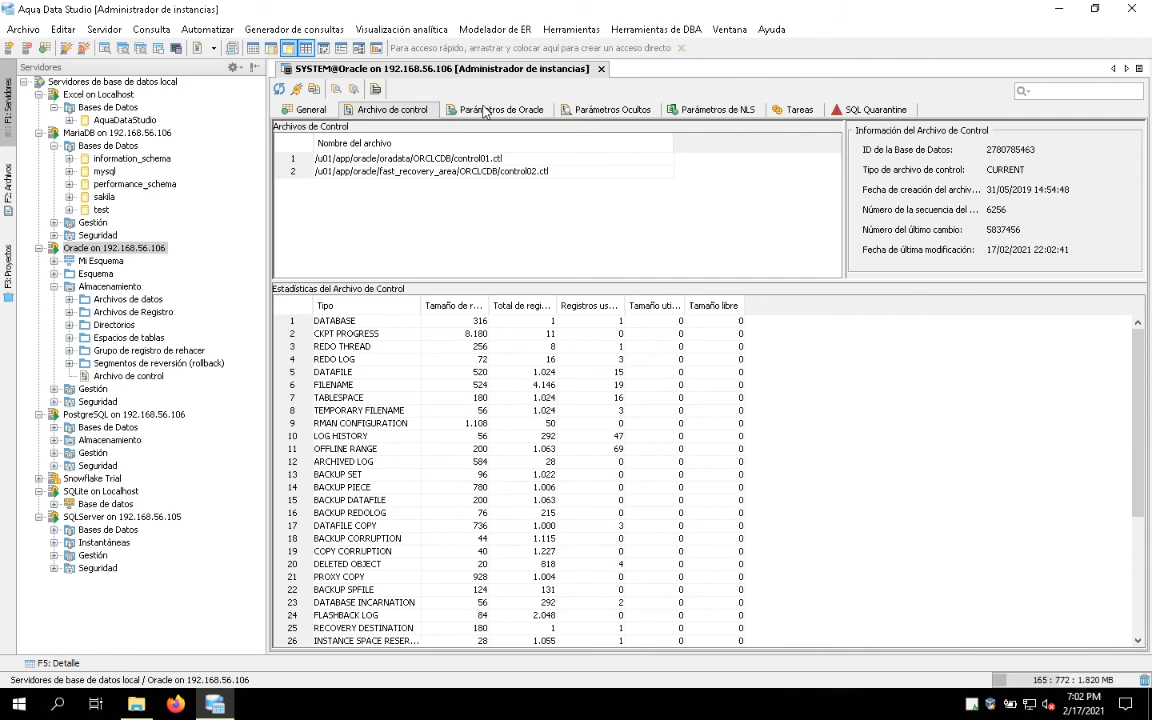 Aqua Data Studio [Administrador de instancias]
Archivo Editar Servidor Consulta Automatizar Generador de consultas Visualización analítica Modelador de ER Herramientas Herramientas de DBA Ventana Ayuda
Para acceso rápido, arrastrar y colocar aquí para crear un acceso directo
Servidores
F1: Servidores
F2: Archivos
F3: Proyectos
Servidores de base de datos local
Excel on Localhost
Bases de Datos
AquaDataStudio
MariaDB on 192.168.56.106
Bases de Datos
information_schema
mysql
performance_schema
sakila
test
Gestión
Seguridad
Oracle on 192.168.56.106
Mi Esquema
Esquema
Almacenamiento
Archivos de datos
Archivos de Registro
Directorios
Espacios de tablas
Grupo de registro de rehacer
Segmentos de reversión (rollback)
Archivo de control
Gestión
Seguridad
PostgreSQL on 192.168.56.106
Bases de Datos
Almacenamiento
Gestión
Seguridad
Snowflake Trial
SQLite on Localhost
Base de datos
SQLServer on 192.168.56.105
Bases de Datos
Instantáneas
Gestión
Seguridad
SYSTEM@Oracle on 192.168.56.106 [Administrador de instancias]
General Archivo de control Parámetros de Oracle Parámetros Ocultos Parámetros de NLS Tareas SQL Quarantine
Archivos de Control
Nombre del archivo
1 /u01/app/oracle/oradata/ORCLCDB/control01.ctl
2 /u01/app/oracle/fast_recovery_area/ORCLCDB/control02.ctl
Información del Archivo de Control
ID de la Base de Datos: 2780785463
Tipo de archivo de control: CURRENT
Fecha de creación del archiv... 31/05/2019 14:54:48
Número de la secuencia del ... 6256
Número del último cambio: 5837456
Fecha de última modificación: 17/02/2021 22:02:41
Estadísticas del Archivo de Control
Tipo Tamaño de r... Total de regi... Registros us... Tamaño uti... Tamaño libre
1 DATABASE 316 1 1 0 0
2 CKPT PROGRESS 8.180 11 0 0 0
3 REDO THREAD 256 8 1 0 0
4 REDO LOG 72 16 3 0 0
5 DATAFILE 520 1.024 15 0 0
6 FILENAME 524 4.146 19 0 0
7 TABLESPACE 180 1.024 16 0 0
8 TEMPORARY FILENAME 56 1.024 3 0 0
9 RMAN CONFIGURATION 1.108 50 0 0 0
10 LOG HISTORY 56 292 47 0 0
11 OFFLINE RANGE 200 1.063 69 0 0
12 ARCHIVED LOG 584 28 0 0 0
13 BACKUP SET 96 1.022 0 0 0
14 BACKUP PIECE 780 1.006 0 0 0
15 BACKUP DATAFILE 200 1.063 0 0 0
16 BACKUP REDOLOG 76 215 0 0 0
17 DATAFILE COPY 736 1.000 3 0 0
18 BACKUP CORRUPTION 44 1.115 0 0 0
19 COPY CORRUPTION 40 1.227 0 0 0
20 DELETED OBJECT 20 818 4 0 0
21 PROXY COPY 928 1.004 0 0 0
22 BACKUP SPFILE 124 131 0 0 0
23 DATABASE INCARNATION 56 292 2 0 0
24 FLASHBACK LOG 84 2.048 0 0 0
25 RECOVERY DESTINATION 180 1 1 0 0
26 INSTANCE SPACE RESER... 28 1.055 1 0 0
F5: Detalle
Servidores de base de datos local / Oracle on 192.168.56.106
165 : 772 : 1.820 MB
7:02 PM
2/17/2021